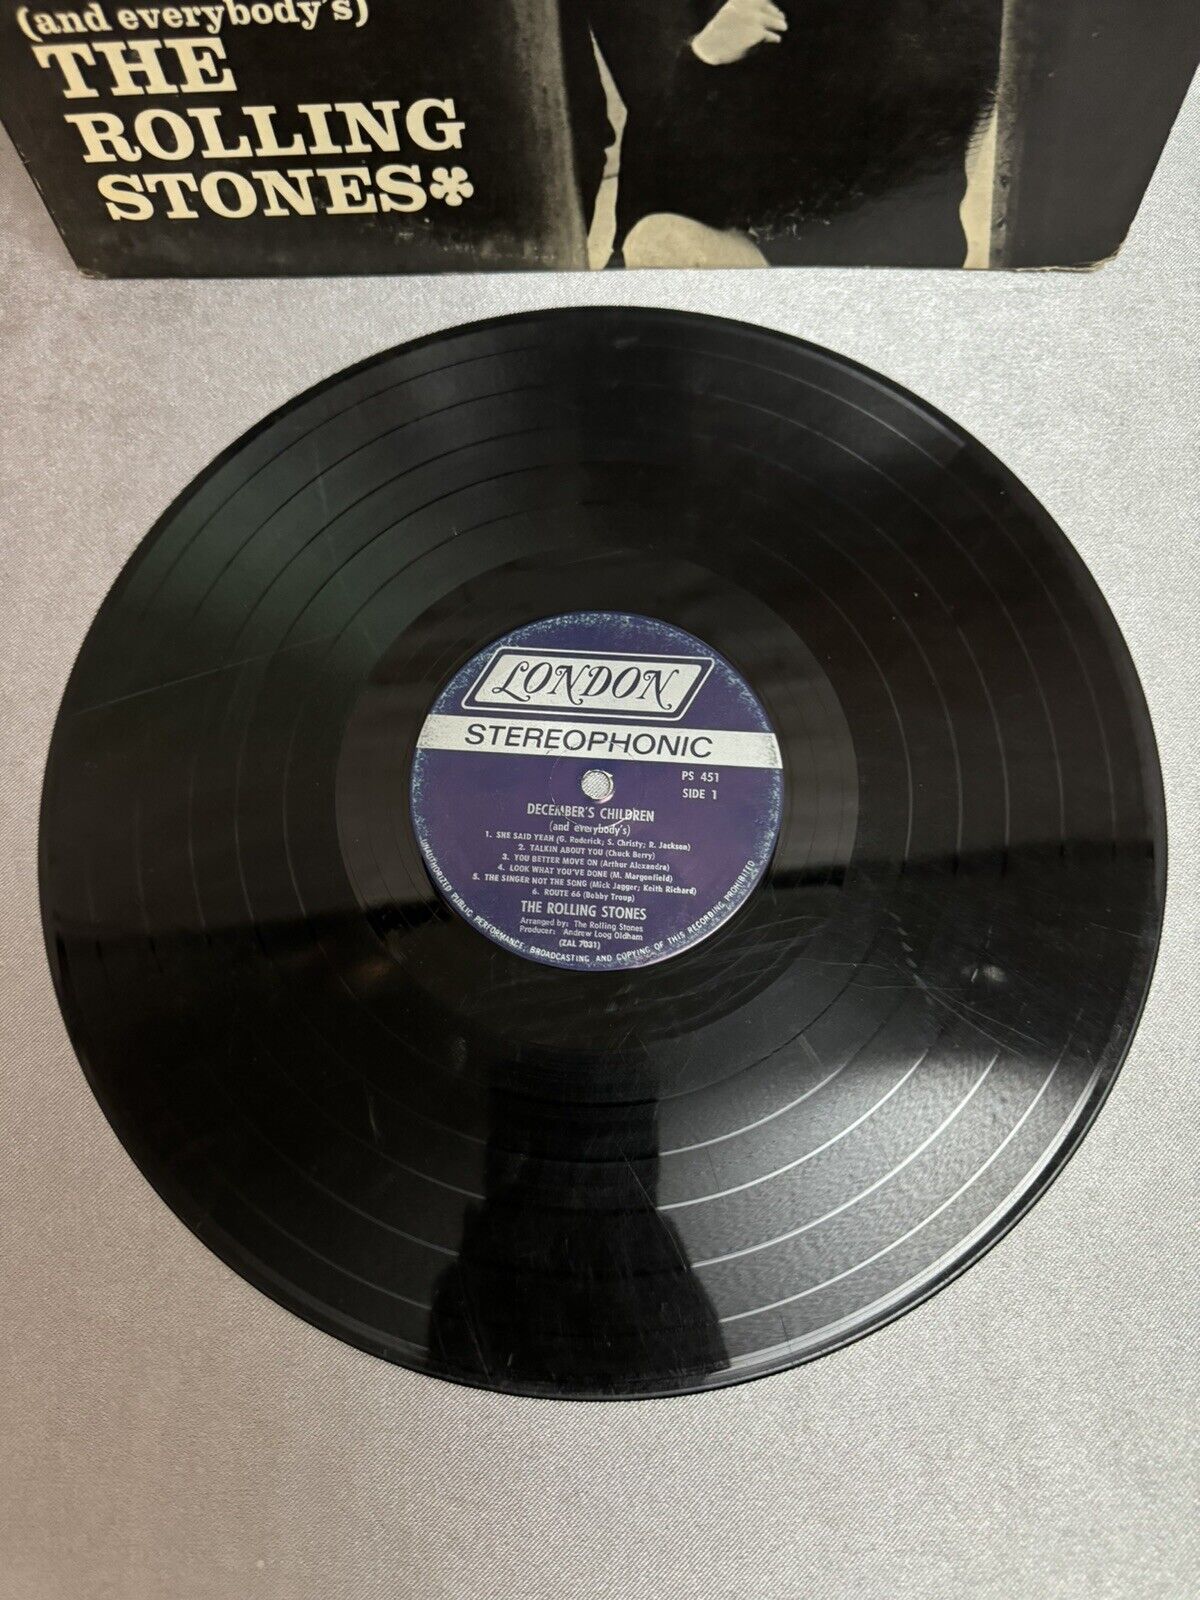 (and everybody's)
THE
ROLLING
STONES*
LONDON
STEREOPHONIC
PS 451
SIDE 1
DECEMBER'S CHILDREN
(and everybody's)
1. SHE SAID YEAH (G. Roderick; S. Christy; R. Jackson)
2. TALKIN ABOUT YOU (Chuck Berry)
3. YOU BETTER MOVE ON (Arthur Alexandra)
4. LOOK WHAT YOU'VE DONE (M. Morgonfield)
5. THE SINGER NOT THE SONG (Mick Jagger; Keith Richard)
6. ROUTE 66 (Bobby Troup)
THE ROLLING STONES
Arranged by: The Rolling Stones
Producer: Andrew Loog Oldham
(ZAL 7031)
UNAUTHORIZED PUBLIC PERFORMANCE, BROADCASTING AND COPYING OF THIS RECORDING PROHIBITED